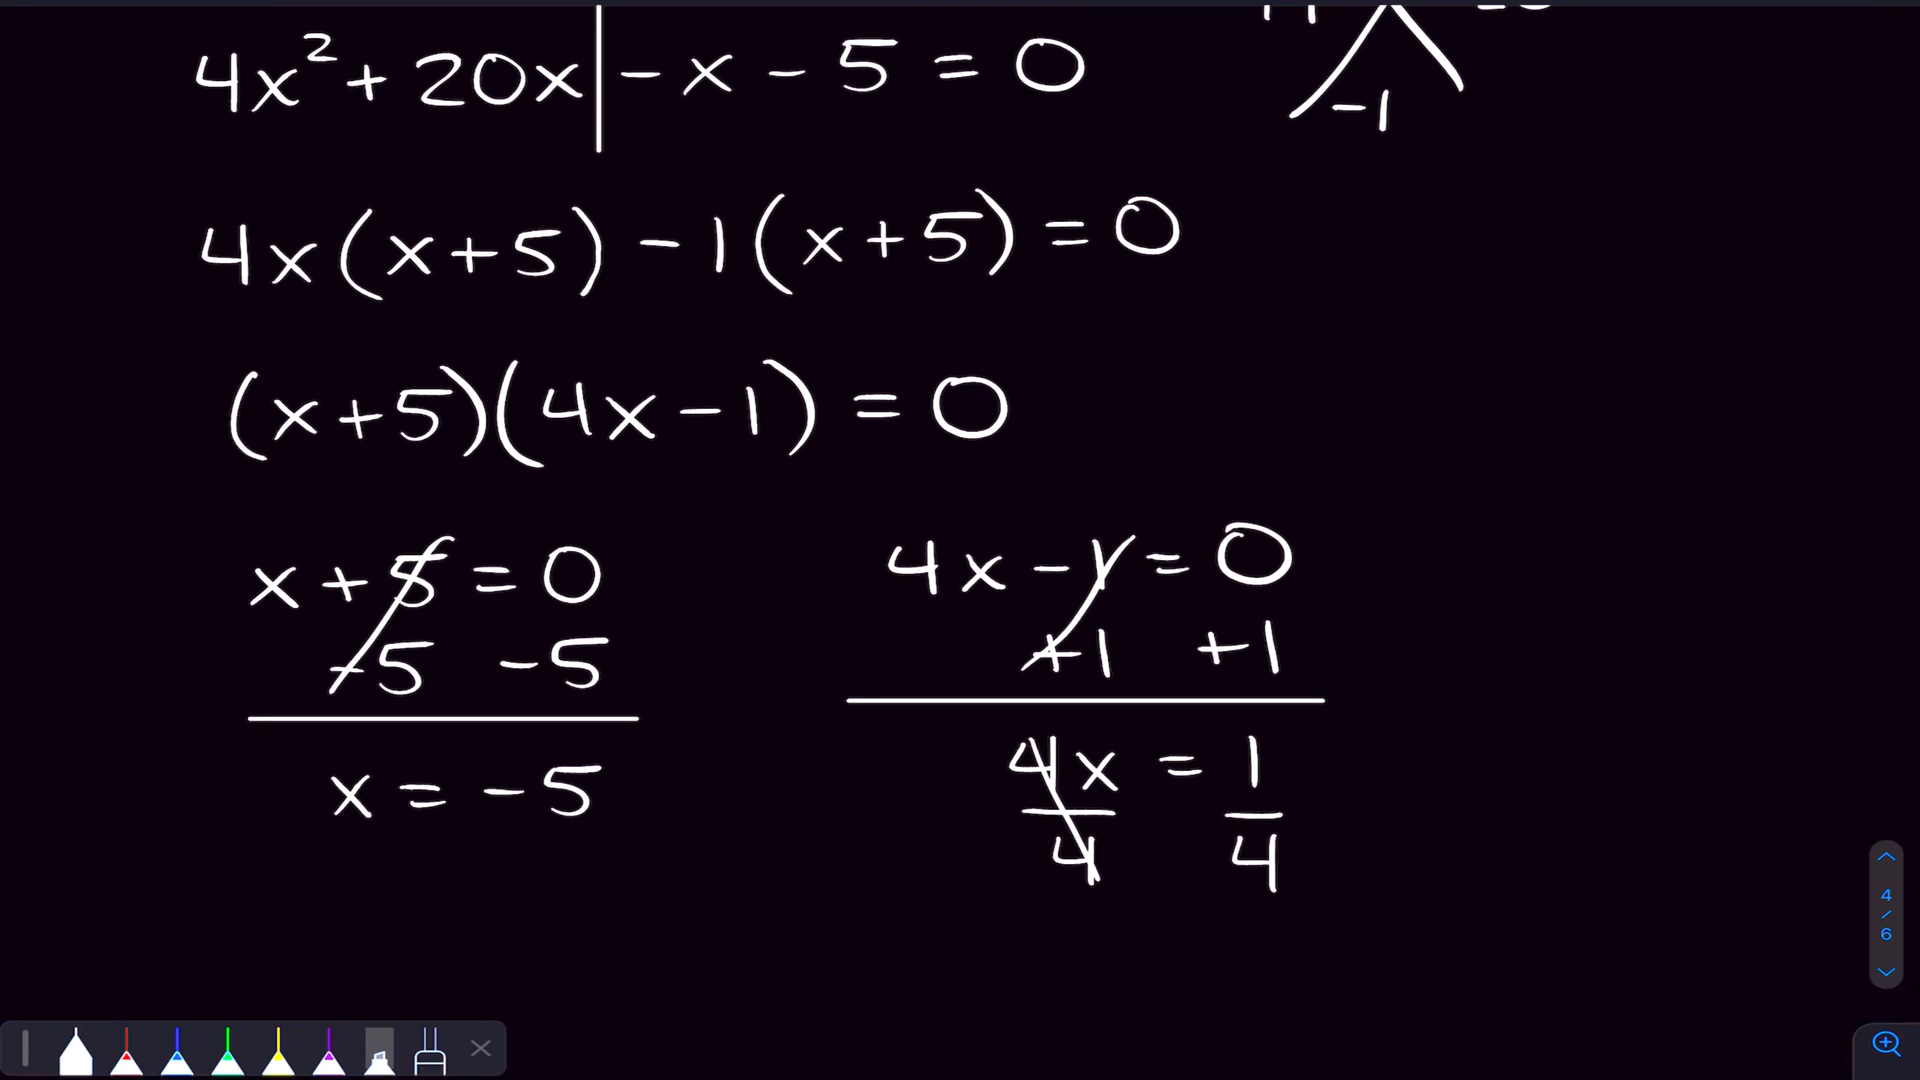 4x² + 20x | - x - 5 = 0
-1
4x(x+5) - 1(x+5) = 0
(x+5)(4x-1) = 0
x + 5 = 0
-5 -5
x = -5
4x - 1 = 0
+1 +1
4x = 1
4 4
4
/
6